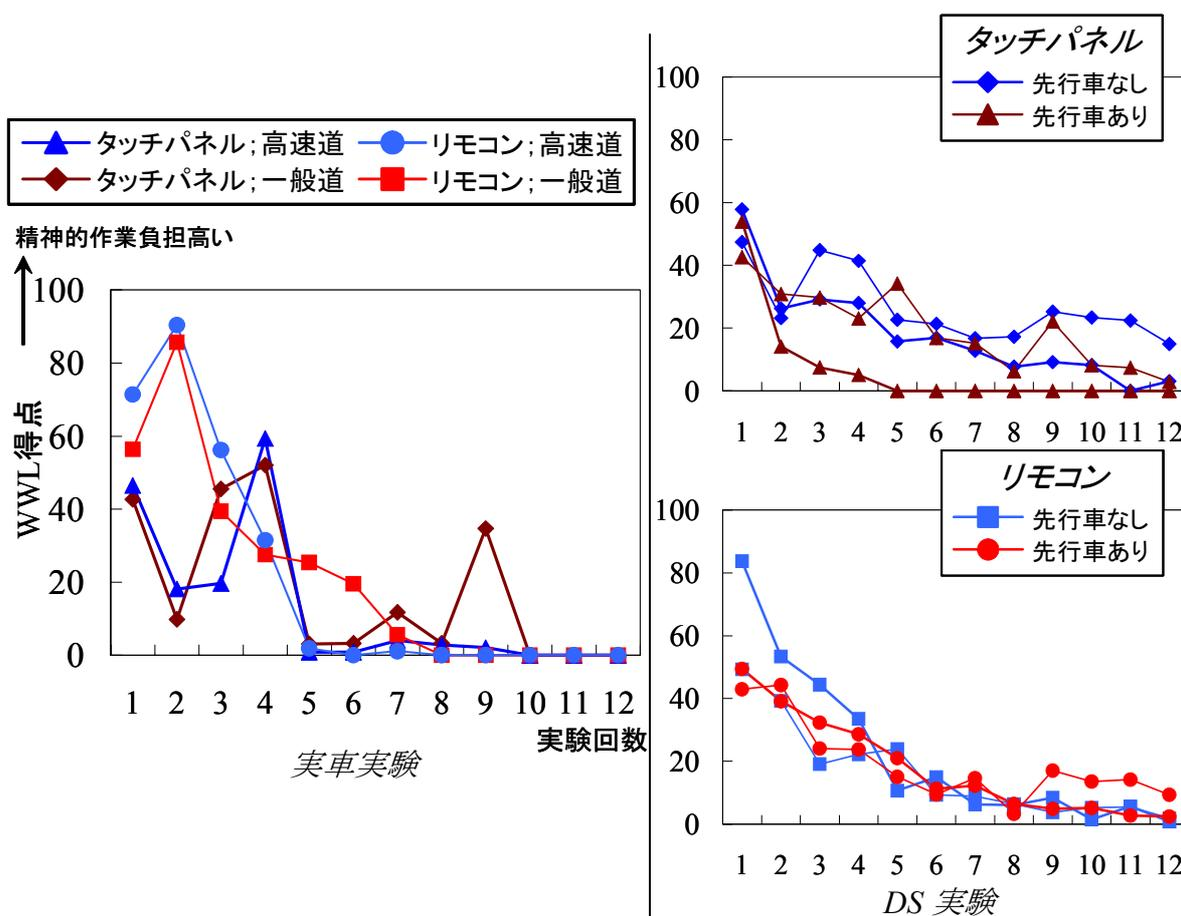 タッチパネル；高速道 リモコン；高速道
タッチパネル；一般道 リモコン；一般道
精神的作業負担高い
WWL得点
100
80
60
40
20
0
1 2 3 4 5 6 7 8 9 10 11 12
実験回数
実車実験
タッチパネル
先行車なし
先行車あり
100
80
60
40
20
0
1 2 3 4 5 6 7 8 9 10 11 12
リモコン
先行車なし
先行車あり
100
80
60
40
20
0
1 2 3 4 5 6 7 8 9 10 11 12
DS 実験